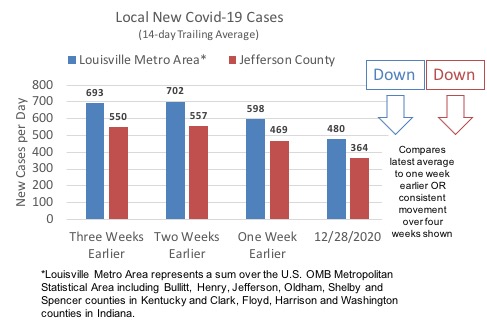 Local New Covid-19 Cases
(14-day Trailing Average)
Louisville Metro Area* Jefferson County
Down Down
New Cases per Day
800
700
600
500
400
300
200
100
0
693 550 702 557 598 469 480 364
Three Weeks Two Weeks One Week 12/28/2020
Earlier Earlier Earlier
Compares
latest average
to one week
earlier OR
consistent
movement
over four
weeks shown
*Louisville Metro Area represents a sum over the U.S. OMB Metropolitan
Statistical Area including Bullitt, Henry, Jefferson, Oldham, Shelby and
Spencer counties in Kentucky and Clark, Floyd, Harrison and Washington
counties in Indiana.